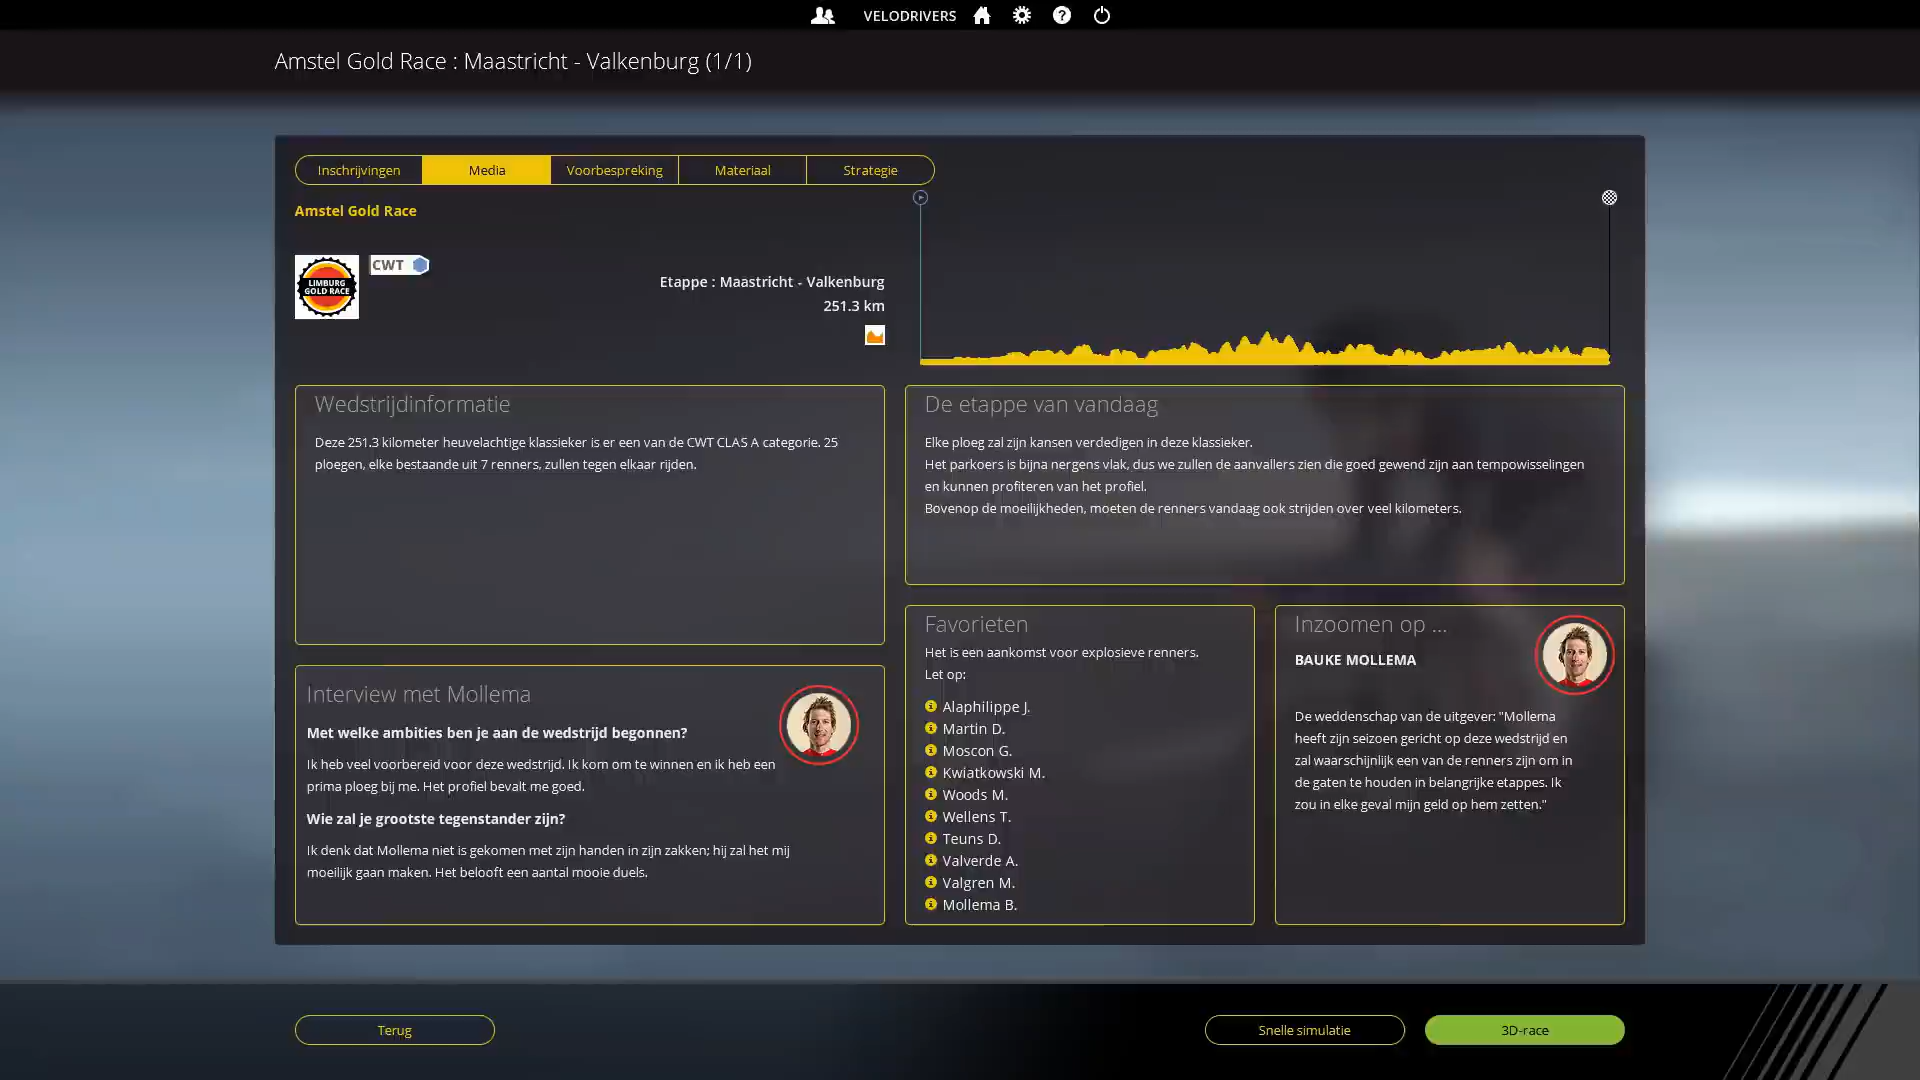 VELODRIVERS
Amstel Gold Race : Maastricht - Valkenburg (1/1)
Inschrijvingen
Media
Voorbespreking
Materiaal
Strategie
Amstel Gold Race
LIMBURG
GOLD RACE
CWT
Etappe : Maastricht - Valkenburg
251.3 km
Wedstrijdinformatie
Deze 251.3 kilometer heuvelachtige klassieker is er een van de CWT CLAS A categorie. 25
ploegen, elke bestaande uit 7 renners, zullen tegen elkaar rijden.
De etappe van vandaag
Elke ploeg zal zijn kansen verdedigen in deze klassieker.
Het parkoers is bijna nergens vlak, dus we zullen de aanvallers zien die goed gewend zijn aan tempowisselingen
en kunnen profiteren van het profiel.
Bovenop de moeilijkheden, moeten de renners vandaag ook strijden over veel kilometers.
Interview met Mollema
Met welke ambities ben je aan de wedstrijd begonnen?
Ik heb veel voorbereid voor deze wedstrijd. Ik kom om te winnen en ik heb een
prima ploeg bij me. Het profiel bevalt me goed.
Wie zal je grootste tegenstander zijn?
Ik denk dat Mollema niet is gekomen met zijn handen in zijn zakken; hij zal het mij
moeilijk gaan maken. Het belooft een aantal mooie duels.
Favorieten
Het is een aankomst voor explosieve renners.
Let op:
Alaphilippe J.
Martin D.
Moscon G.
Kwiatkowski M.
Woods M.
Wellens T.
Teuns D.
Valverde A.
Valgren M.
Mollema B.
Inzoomen op ...
BAUKE MOLLEMA
De weddenschap van de uitgever: "Mollema
heeft zijn seizoen gericht op deze wedstrijd en
zal waarschijnlijk een van de renners zijn om in
de gaten te houden in belangrijke etappes. Ik
zou in elke geval mijn geld op hem zetten."
Terug
Snelle simulatie
3D-race